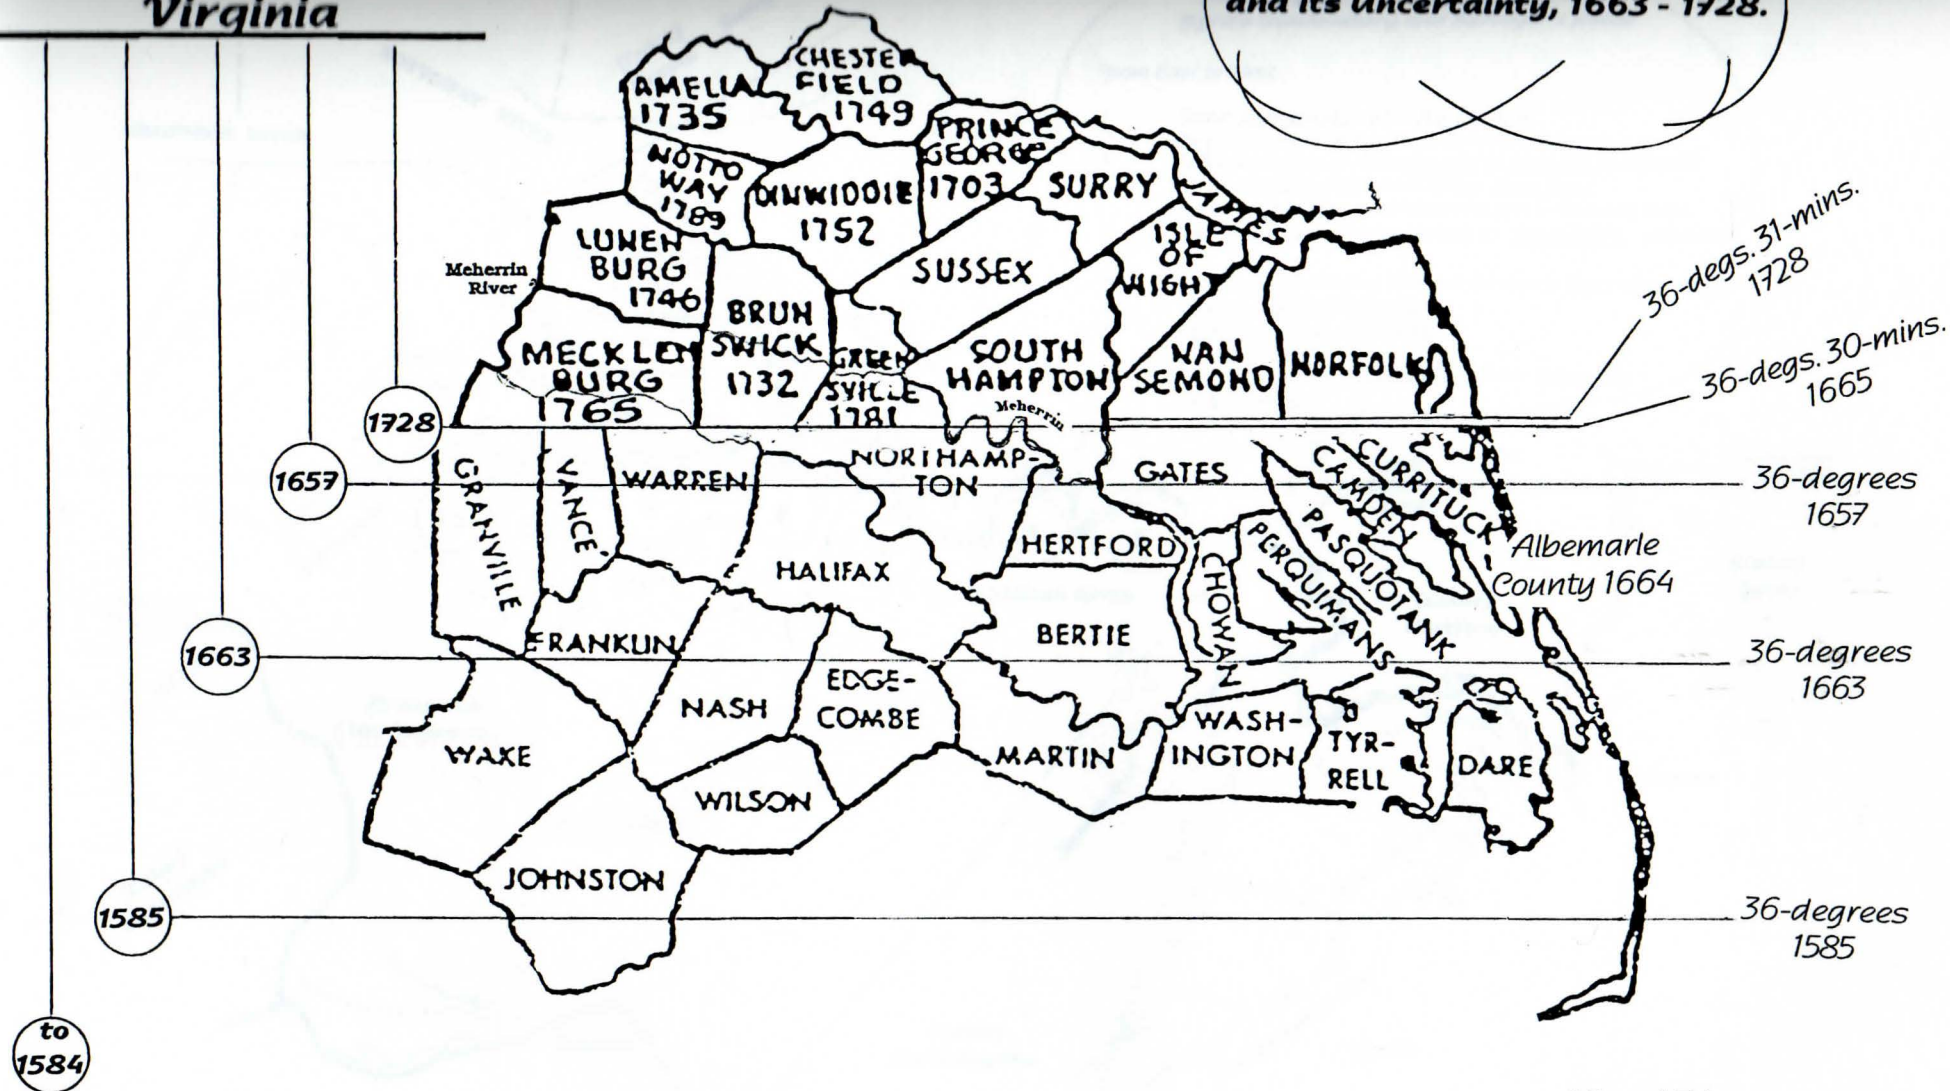 Virginia
and its Uncertainty, 1663 - 1728.
CHESTE
FIELD
1749
AMELIA
1735
PRINCE
GEORGE
1703
NOTTO
WAY
1789
DINWIDDIE
1752
SURRY
JAMES
ISLE
OF
WIGHT
LUNEN
BURG
1746
Meherrin
River
SUSSEX
BRUN
SWICK
1732
MECKLEN
BURG
1765
GREEN
SVILLE
1781
SOUTH
HAMPTON
Meherrin
NAN
SEMOND
NORFOLK
36-degs. 31-mins.
1728
36-degs. 30-mins.
1665
1728
1657
GRANVILLE
VANCE
WARREN
NORTHAMP-
TON
GATES
CAMDEN
CURRITUCK
36-degrees
1657
HERTFORD
CHOWAN
PERQUIMANS
PASQUOTANK
Albemarle
County 1664
HALIFAX
BERTIE
FRANKLIN
1663
36-degrees
1663
NASH
EDGE-
COMBE
WAKE
WILSON
MARTIN
WASH-
INGTON
TYR-
RELL
DARE
JOHNSTON
1585
36-degrees
1585
to
1584